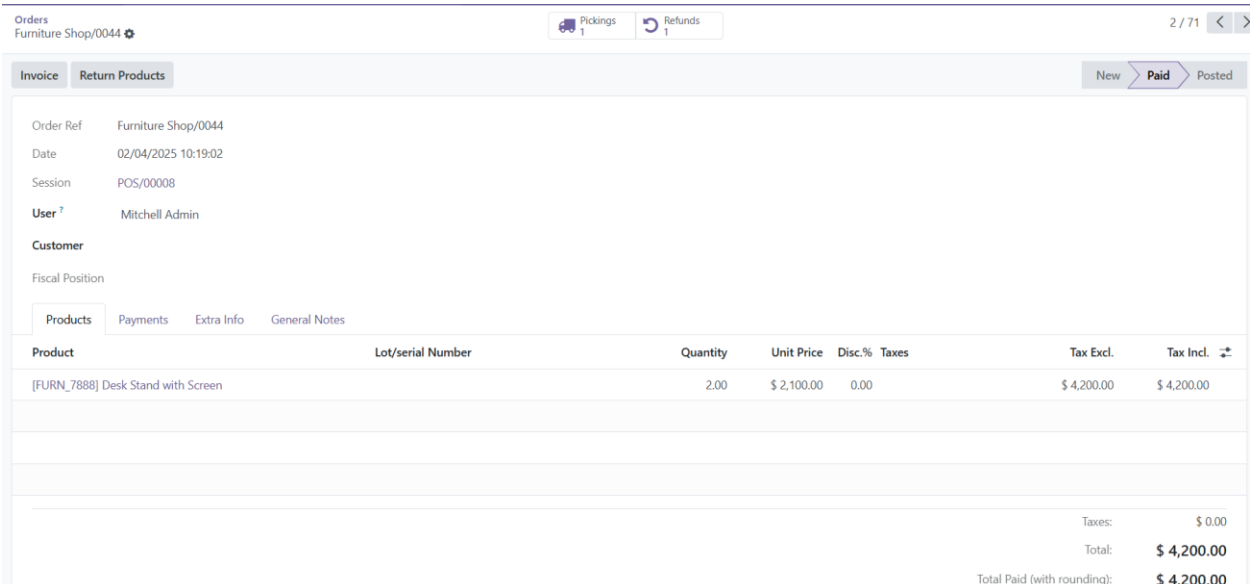 Orders
Furniture Shop/0044
Pickings
1
Refunds
1
2 / 71
Invoice Return Products
New Paid Posted
Order Ref Furniture Shop/0044
Date 02/04/2025 10:19:02
Session POS/00008
User ? Mitchell Admin
Customer
Fiscal Position
Products Payments Extra Info General Notes
Product Lot/serial Number Quantity Unit Price Disc.% Taxes Tax Excl. Tax Incl.
[FURN_7888] Desk Stand with Screen 2.00 $ 2,100.00 0.00 $ 4,200.00 $ 4,200.00
Taxes: $ 0.00
Total: $ 4,200.00
Total Paid (with rounding): $ 4,200.00